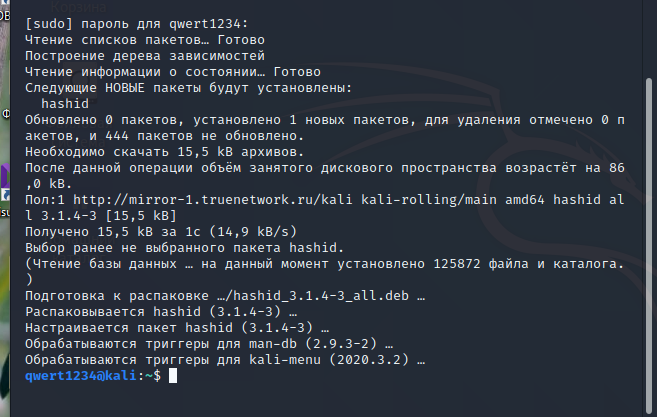 Корзина
[sudo] пароль для qwert1234:
Чтение списков пакетов… Готово
Построение дерева зависимостей
Чтение информации о состоянии… Готово
Следующие НОВЫЕ пакеты будут установлены:
  hashid
Обновлено 0 пакетов, установлено 1 новых пакетов, для удаления отмечено 0 п
акетов, и 444 пакетов не обновлено.
Необходимо скачать 15,5 kB архивов.
После данной операции объём занятого дискового пространства возрастёт на 86
,0 kB.
Пол:1 http://mirror-1.truenetwork.ru/kali kali-rolling/main amd64 hashid al
l 3.1.4-3 [15,5 kB]
Получено 15,5 kB за 1с (14,9 kB/s)
Выбор ранее не выбранного пакета hashid.
(Чтение базы данных … на данный момент установлено 125872 файла и каталога.
)
Подготовка к распаковке …/hashid_3.1.4-3_all.deb …
Распаковывается hashid (3.1.4-3) …
Настраивается пакет hashid (3.1.4-3) …
Обрабатываются триггеры для man-db (2.9.3-2) …
Обрабатываются триггеры для kali-menu (2020.3.2) …
qwert1234@kali:~$